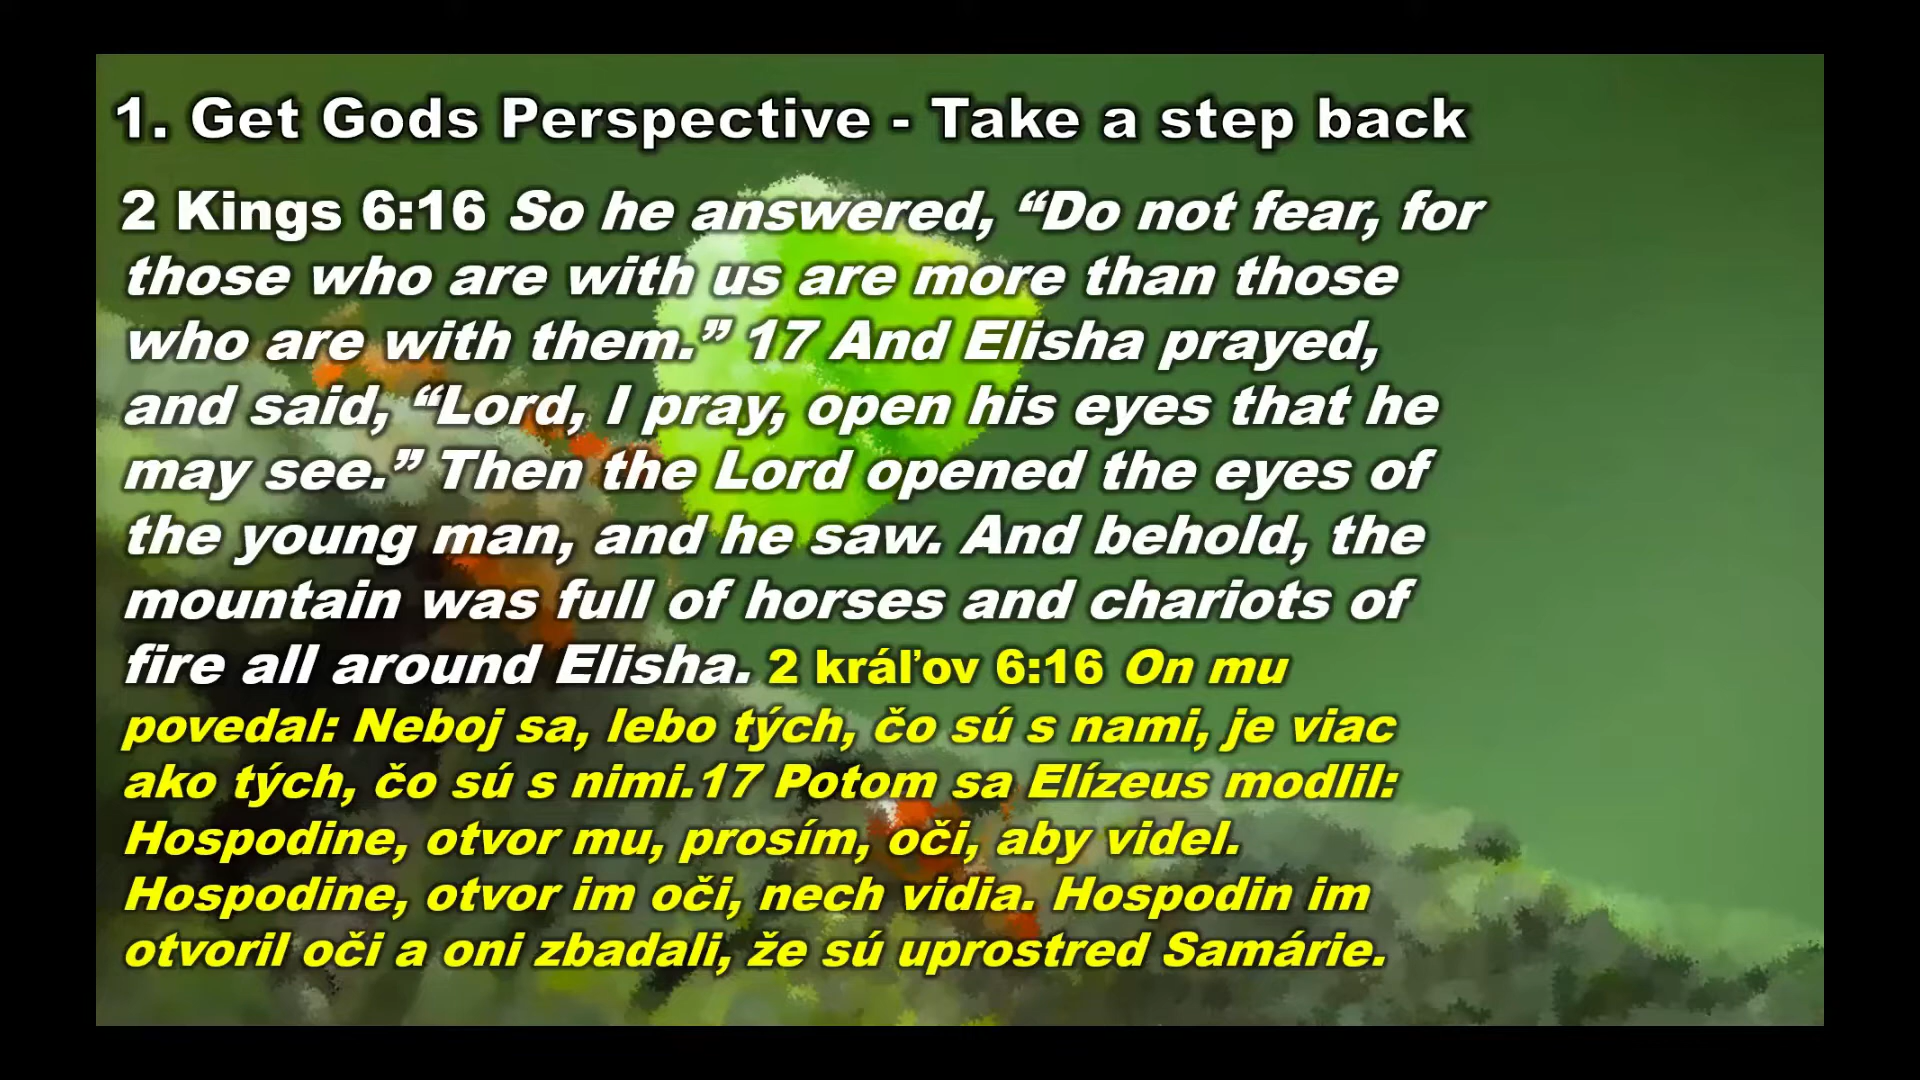 1. Get Gods Perspective - Take a step back
2 Kings 6:16 So he answered, “Do not fear, for
those who are with us are more than those
who are with them.” 17 And Elisha prayed,
and said, “Lord, I pray, open his eyes that he
may see.” Then the Lord opened the eyes of
the young man, and he saw. And behold, the
mountain was full of horses and chariots of
fire all around Elisha. 2 kráľov 6:16 On mu
povedal: Neboj sa, lebo tých, čo sú s nami, je viac
ako tých, čo sú s nimi.17 Potom sa Elízeus modlil:
Hospodine, otvor mu, prosím, oči, aby videl.
Hospodine, otvor im oči, nech vidia. Hospodin im
otvoril oči a oni zbadali, že sú uprostred Samárie.